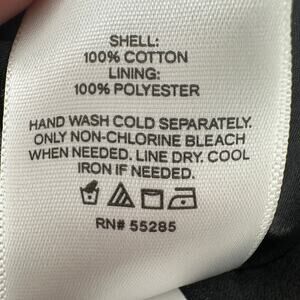 SHELL:
100% COTTON
LINING:
100% POLYESTER
HAND WASH COLD SEPARATELY.
ONLY NON-CHLORINE BLEACH
WHEN NEEDED. LINE DRY. COOL
IRON IF NEEDED.
RN# 55285